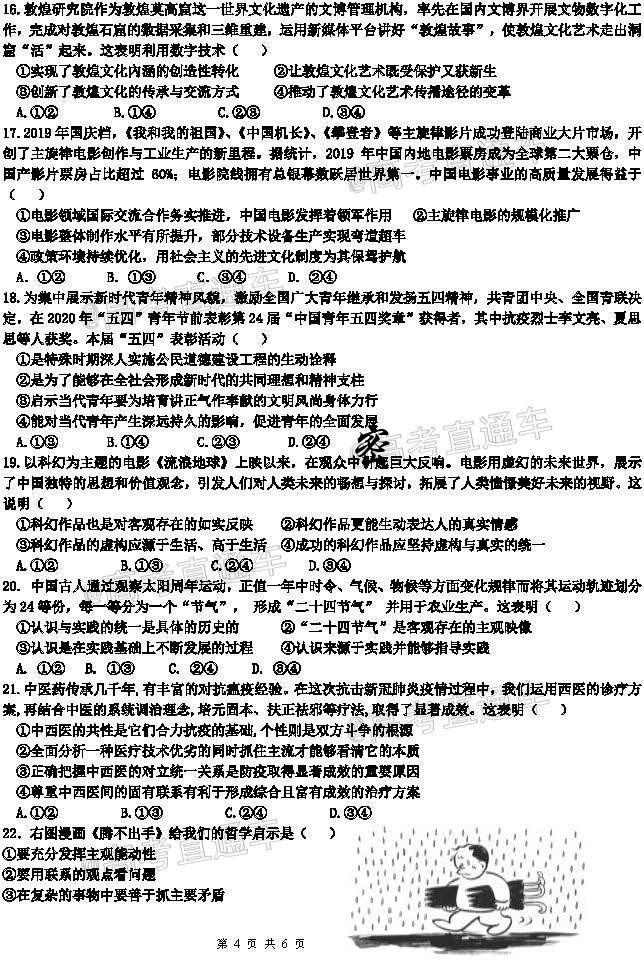 16.敦煌研究院作为敦煌莫高窟这一世界文化遗产的文博管理机构，率先在国内文博界开展文物数字化工
作，完成对敦煌石窟的数据采集和三维重建，运用新媒体平台讲好“敦煌故事”，使敦煌文化艺术走出洞
窟“活”起来。这表明利用数字技术（ ）
①实现了敦煌文化内涵的创造性转化 ②让敦煌文化艺术既受保护又获新生
③创新了敦煌文化的传承与交流方式 ④推动了敦煌文化艺术传播途径的变革
A.①② B.①④ C.②③ D.③④
17.2019年国庆档，《我和我的祖国》、《中国机长》、《攀登者》等主旋律影片成功登陆商业大片市场，开
创了主旋律电影创作与工业生产的新里程。据统计，2019 年中国内地电影票房成为全球第二大票仓，中
国产影片票房占比超过 60%；电影院线拥有总银幕数跃居世界第一。中国电影事业的高质量发展得益于
（ ）
①电影领域国际交流合作务实推进，中国电影发挥着领军作用 ②主旋律电影的规模化推广
③电影整体制作水平有所提升，部分技术设备生产实现弯道超车
④政策环境持续优化，用社会主义的先进文化制度为其保驾护航
A. ①② B. ①③ C. ③④ D. ②④
18.为集中展示新时代青年精神风貌，激励全国广大青年继承和发扬五四精神，共青团中央、全国青联决
定，在 2020 年“五四”青年节前表彰第 24 届“中国青年五四奖章”获得者，其中抗疫烈士李文亮、夏思
思等人获奖。本届“五四”表彰活动（ ）
①是特殊时期深入实施公民道德建设工程的生动诠释
②是为了能够在全社会形成新时代的共同理想和精神支柱
③启示当代青年要为培育讲正气作奉献的文明风尚身体力行
④能对当代青年产生深远持久的影响，促进青年的全面发展
A.①③ B.①④ C.②③ D.②④
19.以科幻为主题的电影《流浪地球》上映以来，在观众中引起巨大反响。电影用虚幻的未来世界，展示
了中国独特的思想和价值观念，引发人们对人类未来的畅想与探讨，拓展了人类憧憬美好未来的视野。这
说明（ ）
①科幻作品也是对客观存在的如实反映 ②科幻作品更能生动表达人的真实情感
③科幻作品的虚构应源于生活、高于生活 ④成功的科幻作品应坚持虚构与真实的统一
A.①② B.①③ C.②④ D.③④
20. 中国古人通过观察太阳周年运动，正值一年中时令、气候、物候等方面变化规律而将其运动轨迹划分
为24等份，每一等分为一个“节气”， 形成“二十四节气” 并用于农业生产。这表明（ ）
①认识与实践的统一是具体的历史的 ②“二十四节气”是客观存在的主观映像
③认识是在实践基础上不断发展的过程 ④认识来源于实践并能够指导实践
A. ①② B. ①③ C. ②④ D. ③④
21.中医药传承几千年,有丰富的对抗瘟疫经验。在这次抗击新冠肺炎疫情过程中，我们运用西医的诊疗方
案,再结合中医的系统调治理念,培元固本、扶正祛邪等疗法,取得了显著成效。这表明（ ）
①中西医的共性是它们合力抗疫的基础,个性则是双方斗争的根源
②全面分析一种医疗技术优劣的同时抓住主流才能够看清它的本质
③正确把握中西医的对立统一关系是防疫取得显著成效的重要原因
④尊重中西医间的固有联系有利于形成综合且富有成效的治疗方案
A.①② B.①③ C.②④ D.③④
22. 右图漫画《腾不出手》给我们的哲学启示是（ ）
①要充分发挥主观能动性
②要用联系的观点看问题
③在复杂的事物中要善于抓主要矛盾
第 4 页 共 6 页